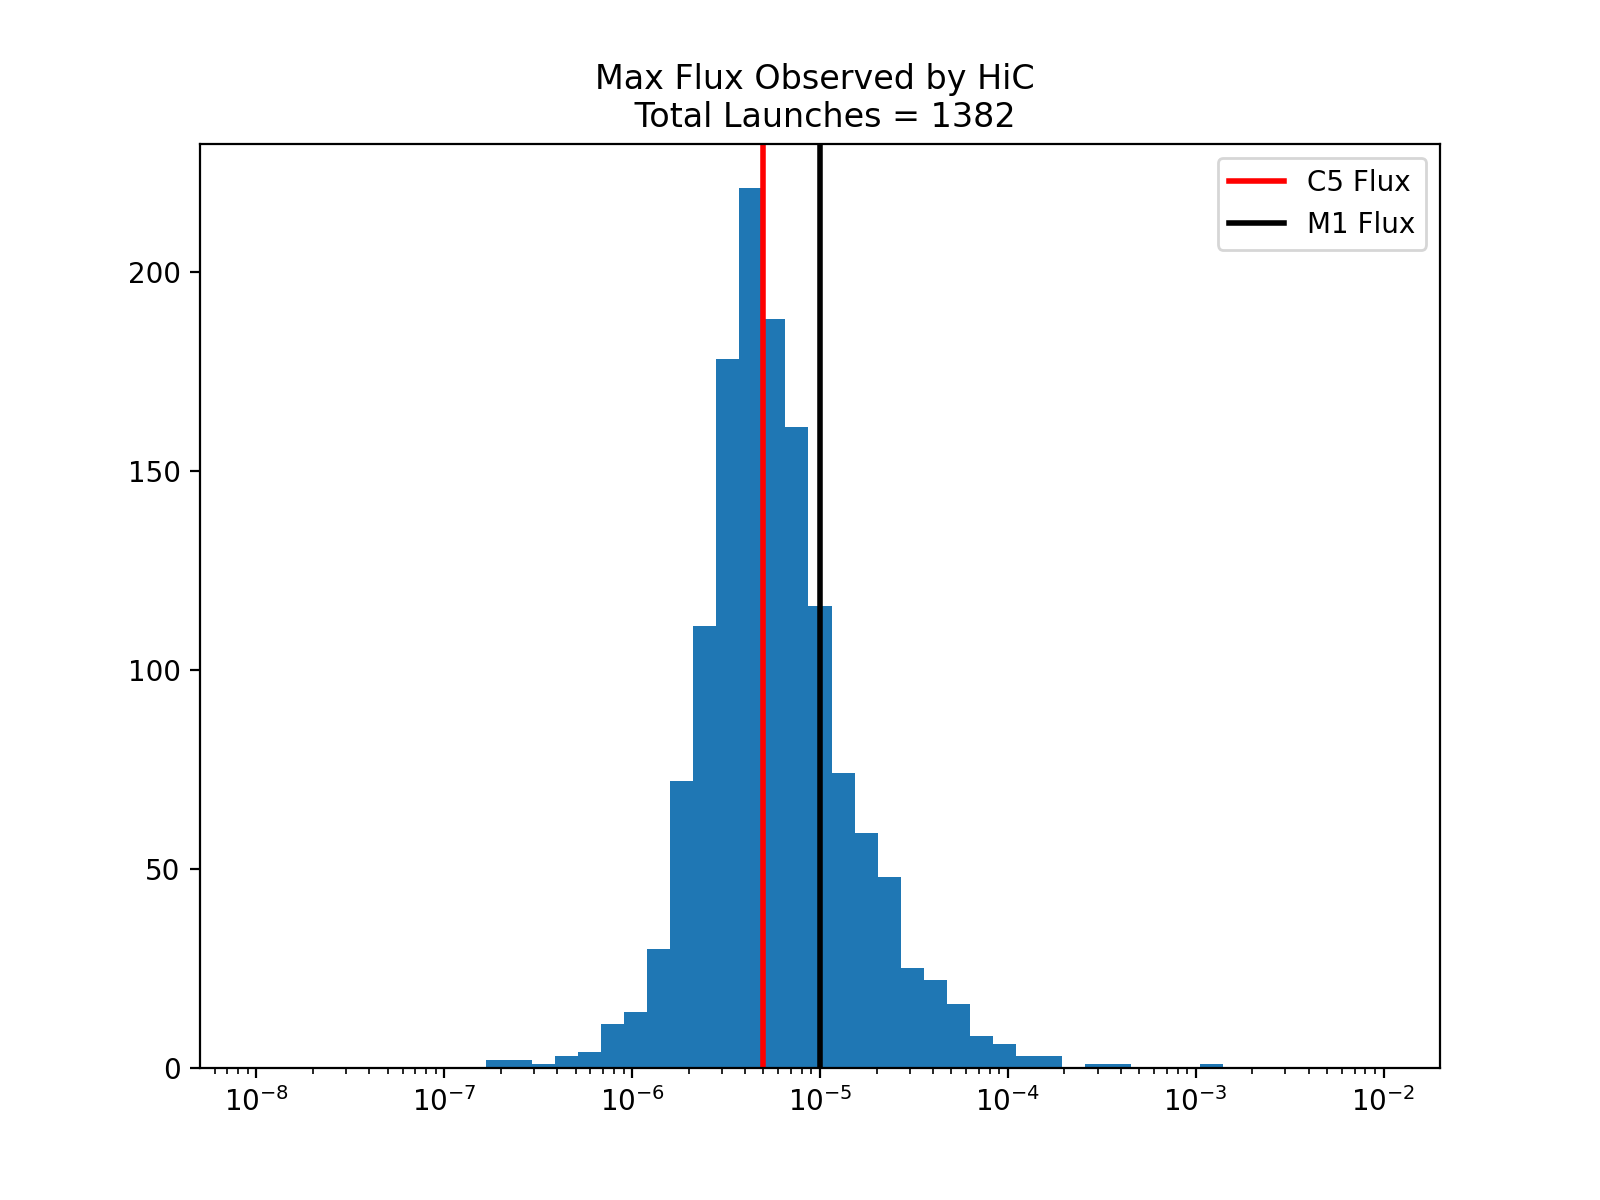 Max Flux Observed by HiC
Total Launches = 1382
C5 Flux
M1 Flux
200
150
100
50
0
10⁻⁸ 10⁻⁷ 10⁻⁶ 10⁻⁵ 10⁻⁴ 10⁻³ 10⁻²